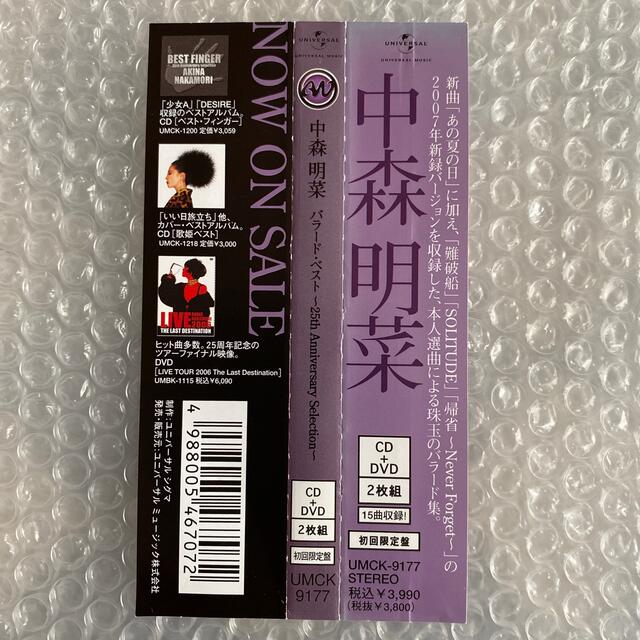 新曲「あの夏の日」に加え、「難破船」「SOLITUDE」「帰省 〜Never Forget〜」の
2007年新録バージョンを収録した、本人選曲による珠玉のバラード集。
UNIVERSAL
UNIVERSAL MUSIC
中森明菜
CD
+
DVD
2枚組
15曲収録!
初回限定盤
UMCK-9177
STEREO
税込¥3,990
(税抜¥3,800)
UNIVERSAL
UNIVERSAL MUSIC
中森明菜 バラード・ベスト 〜25th Anniversary Selection〜
CD
+
DVD
2枚組
初回限定盤
UMCK
9177
NOW ON SALE
BEST FINGER
AKINA
NAKAMORI
「少女A」「DESIRE」
収録のベストアルバム。
CD [ベスト・フィンガー]
UMCK-1200 定価¥3,059
「いい日旅立ち」他、
カバー・ベストアルバム。
CD [歌姫ベスト]
UMCK-1218 定価¥3,000
LIVE
2006
THE LAST DESTINATION
ヒット曲多数。25周年記念の
ツアーファイナル映像。
DVD
[LIVE TOUR 2006 The Last Destination]
UMBK-1115 税込¥6,090
4988005467072
制作:ユニバーサル シグマ
発売・販売元:ユニバーサル ミュージック株式会社